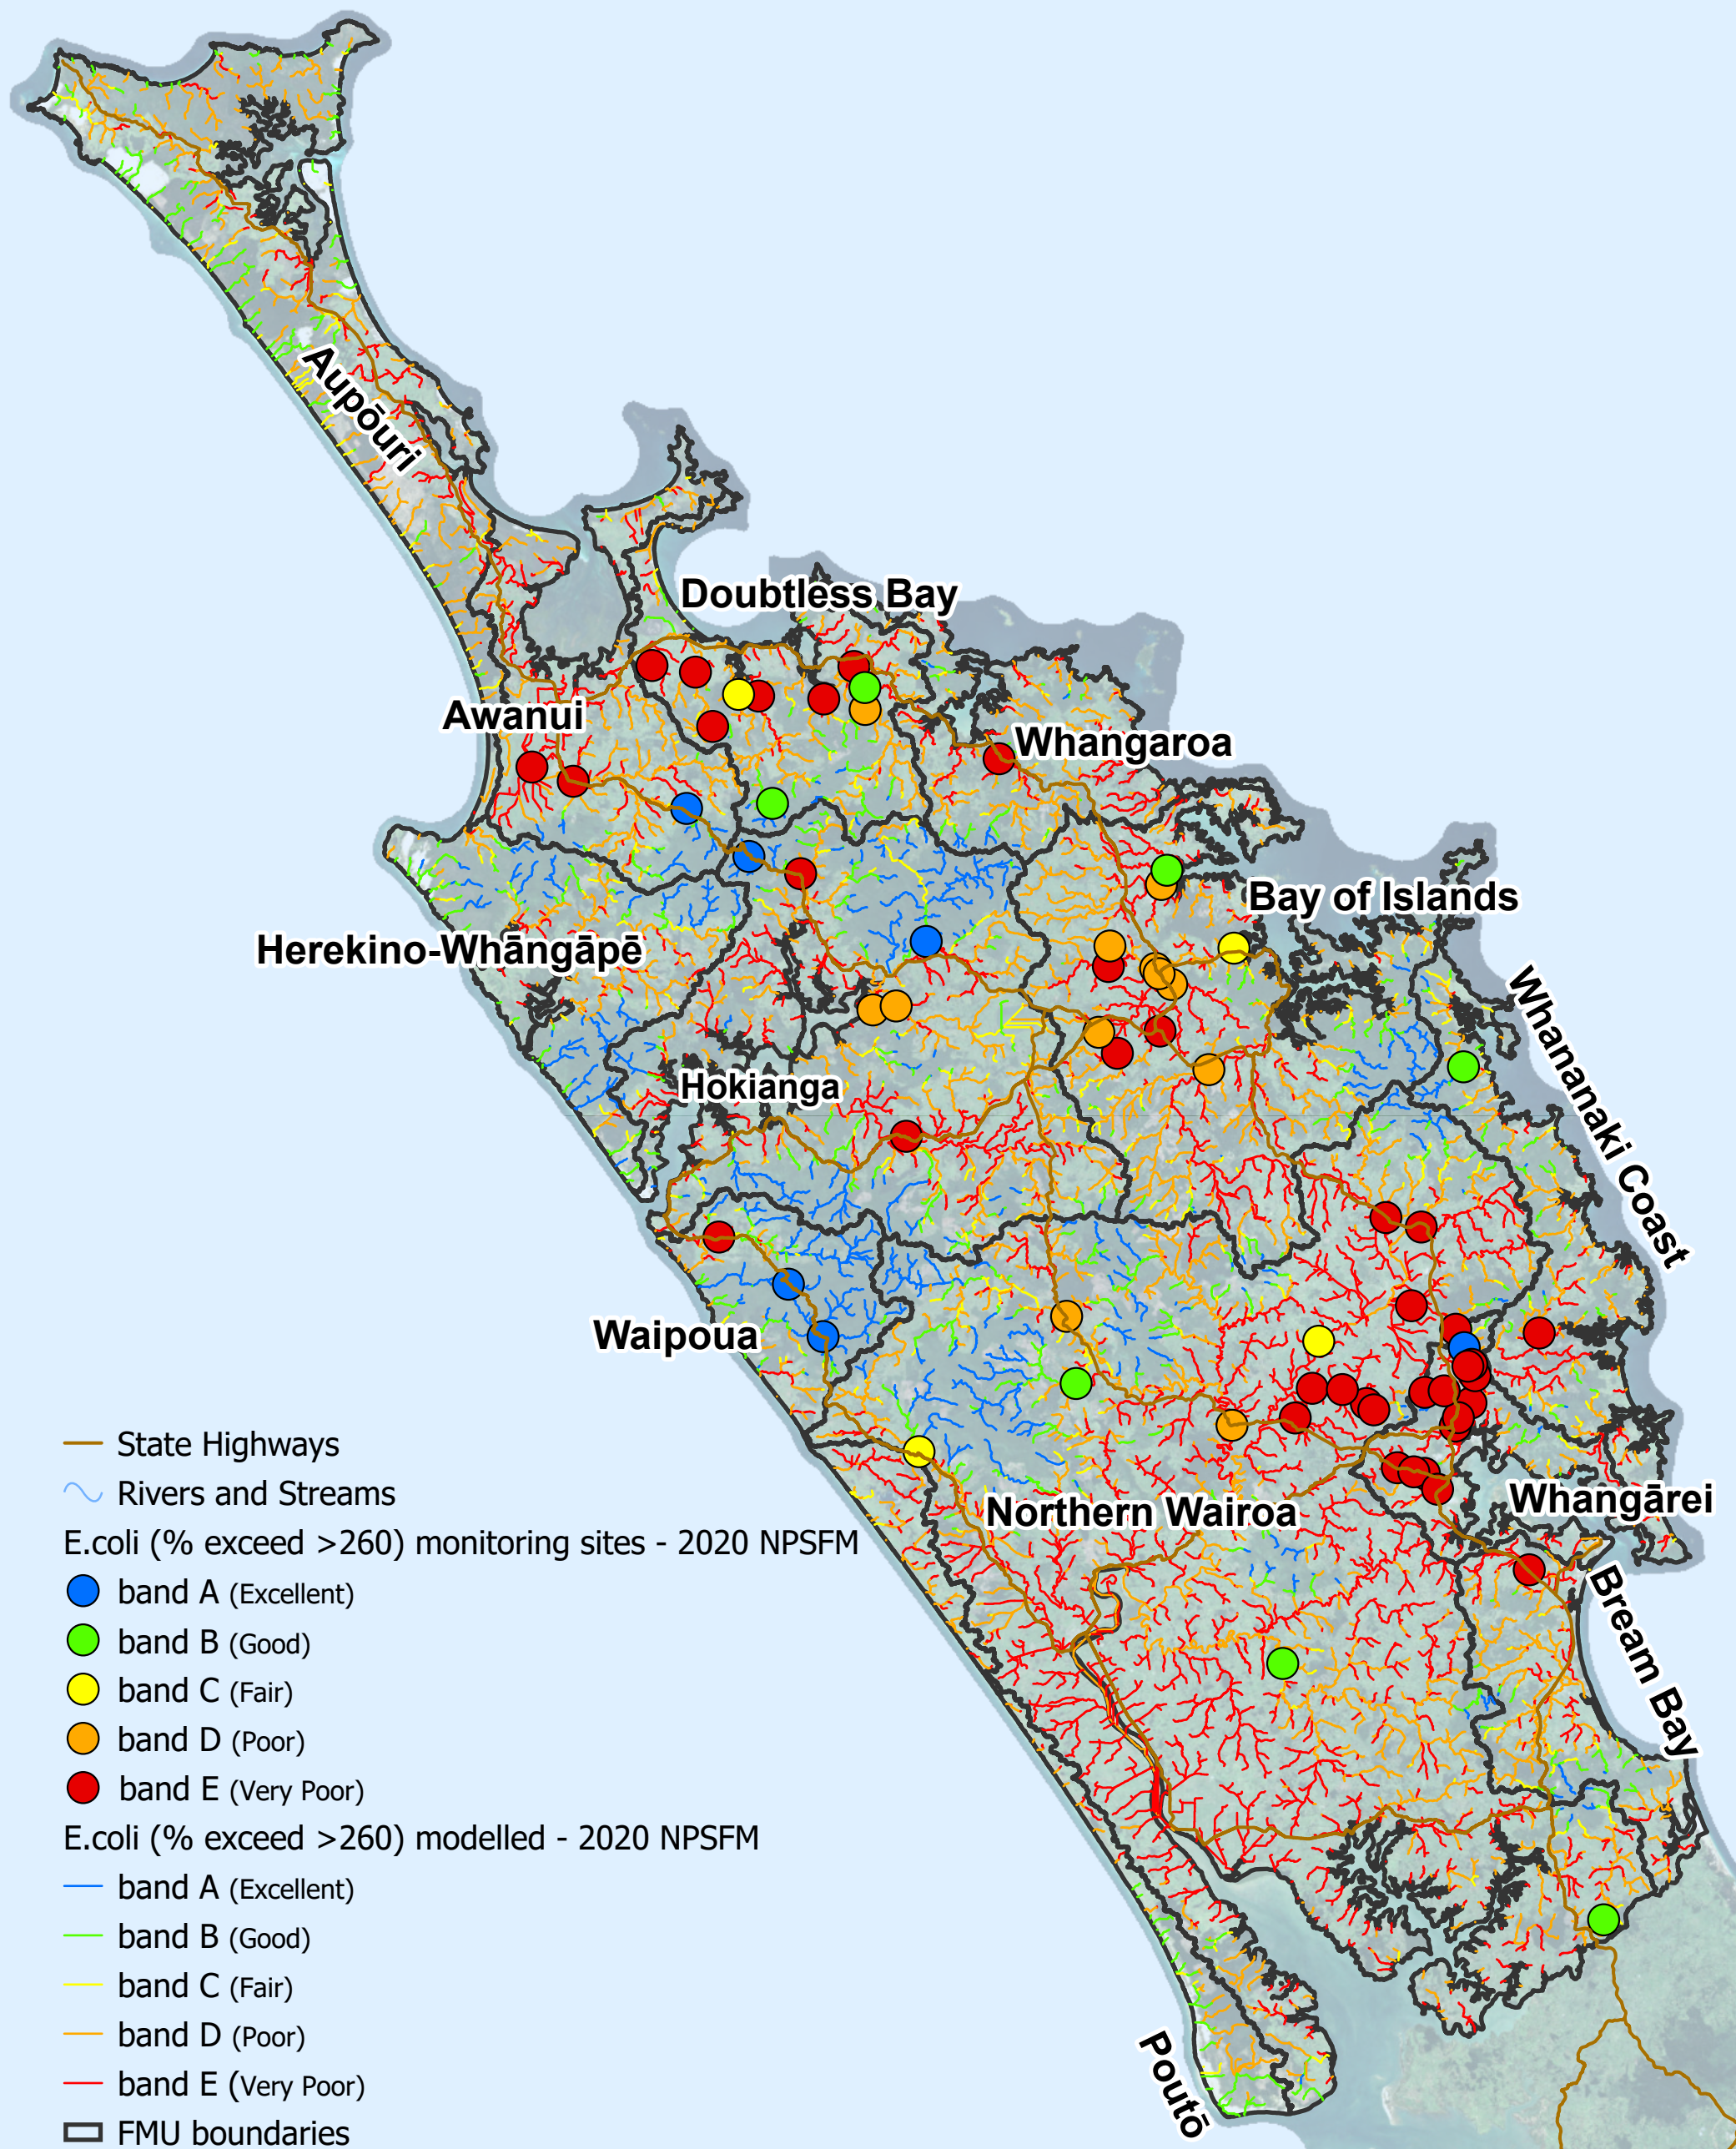 Aupōuri
Doubtless Bay
Awanui
Whangaroa
Bay of Islands
Herekino-Whāngāpē
Whananaki Coast
Hokianga
Waipoua
Northern Wairoa
Whangārei
Bream Bay
Poutō
State Highways
Rivers and Streams
E.coli (% exceed >260) monitoring sites - 2020 NPSFM
band A (Excellent)
band B (Good)
band C (Fair)
band D (Poor)
band E (Very Poor)
E.coli (% exceed >260) modelled - 2020 NPSFM
band A (Excellent)
band B (Good)
band C (Fair)
band D (Poor)
band E (Very Poor)
FMU boundaries